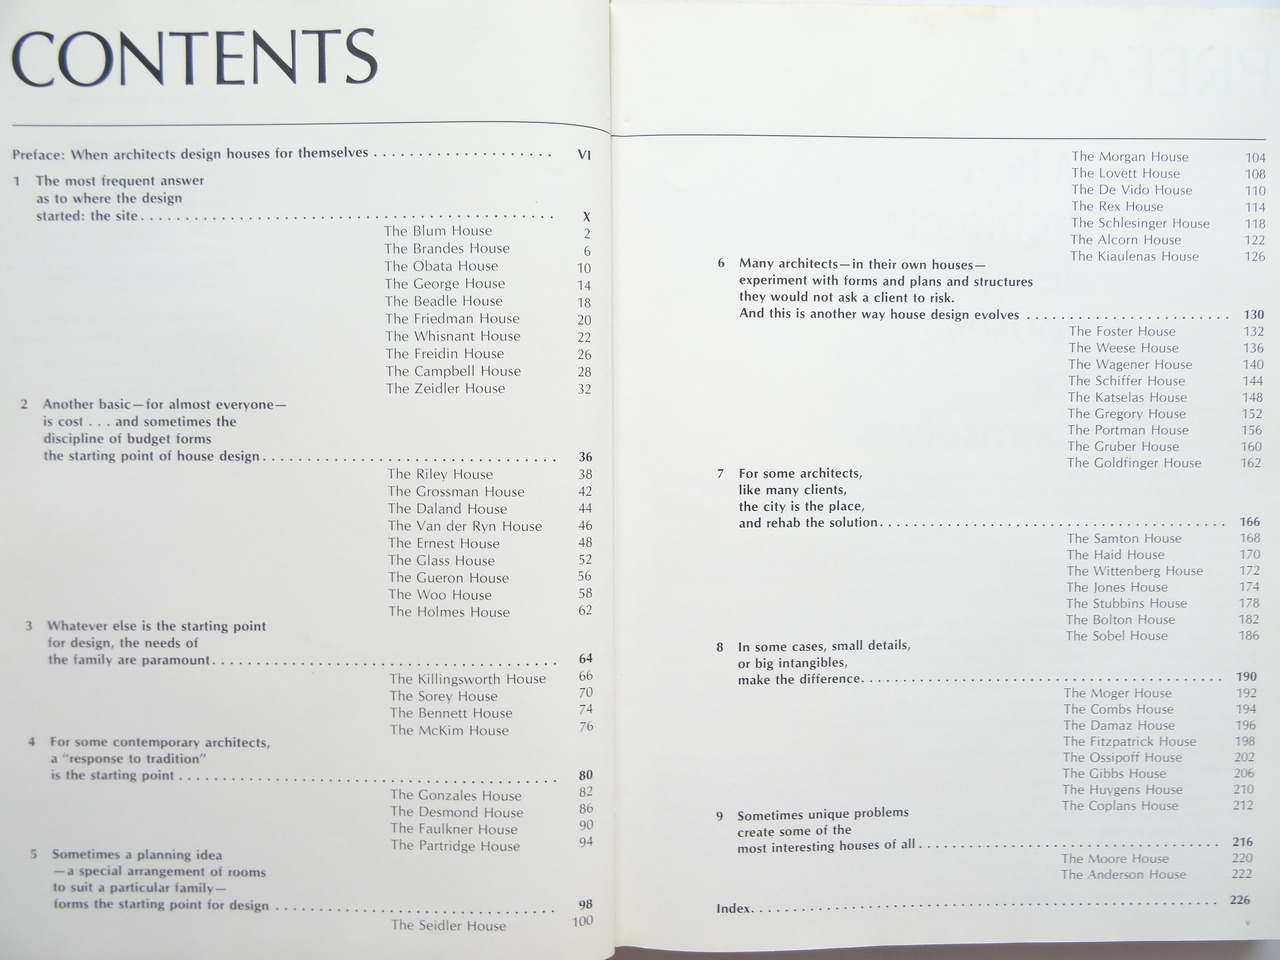 CONTENTS
Preface: When architects design houses for themselves . . . . . . . . . . . . . . . . . . . VI
1 The most frequent answer
as to where the design
started: the site. . . . . . . . . . . . . . . . . . . . . . . . . . . . . . . . . . . . . . . . . . . . . . . X
The Blum House 2
The Brandes House 6
The Obata House 10
The George House 14
The Beadle House 18
The Friedman House 20
The Whisnant House 22
The Freidin House 26
The Campbell House 28
The Zeidler House 32
2 Another basic—for almost everyone—
is cost . . . and sometimes the
discipline of budget forms
the starting point of house design. . . . . . . . . . . . . . . . . . . . . . . . . . . . . . . . . 36
The Riley House 38
The Grossman House 42
The Daland House 44
The Van der Ryn House 46
The Ernest House 48
The Glass House 52
The Gueron House 56
The Woo House 58
The Holmes House 62
3 Whatever else is the starting point
for design, the needs of
the family are paramount. . . . . . . . . . . . . . . . . . . . . . . . . . . . . . . . . . . . . . . 64
The Killingsworth House 66
The Sorey House 70
The Bennett House 74
The McKim House 76
4 For some contemporary architects,
a "response to tradition"
is the starting point . . . . . . . . . . . . . . . . . . . . . . . . . . . . . . . . . . . . . . . . . . . 80
The Gonzales House 82
The Desmond House 86
The Faulkner House 90
The Partridge House 94
5 Sometimes a planning idea
—a special arrangement of rooms
to suit a particular family—
forms the starting point for design . . . . . . . . . . . . . . . . . . . . . . . . . . . . . . . . 98
The Seidler House 100
The Morgan House 104
The Lovett House 108
The De Vido House 110
The Rex House 114
The Schlesinger House 118
The Alcorn House 122
The Kiaulenas House 126
6 Many architects—in their own houses—
experiment with forms and plans and structures
they would not ask a client to risk.
And this is another way house design evolves . . . . . . . . . . . . . . . . . . . . . . . . 130
The Foster House 132
The Weese House 136
The Wagener House 140
The Schiffer House 144
The Katselas House 148
The Gregory House 152
The Portman House 156
The Gruber House 160
The Goldfinger House 162
7 For some architects,
like many clients,
the city is the place,
and rehab the solution. . . . . . . . . . . . . . . . . . . . . . . . . . . . . . . . . . . . . . . . . 166
The Samton House 168
The Haid House 170
The Wittenberg House 172
The Jones House 174
The Stubbins House 178
The Bolton House 182
The Sobel House 186
8 In some cases, small details,
or big intangibles,
make the difference. . . . . . . . . . . . . . . . . . . . . . . . . . . . . . . . . . . . . . . . . . . 190
The Moger House 192
The Combs House 194
The Damaz House 196
The Fitzpatrick House 198
The Ossipoff House 202
The Gibbs House 206
The Huygens House 210
The Coplans House 212
9 Sometimes unique problems
create some of the
most interesting houses of all. . . . . . . . . . . . . . . . . . . . . . . . . . . . . . . . . . . . 216
The Moore House 220
The Anderson House 222
Index. . . . . . . . . . . . . . . . . . . . . . . . . . . . . . . . . . . . . . . . . . . . . . . . . . . . . . . . 226
v